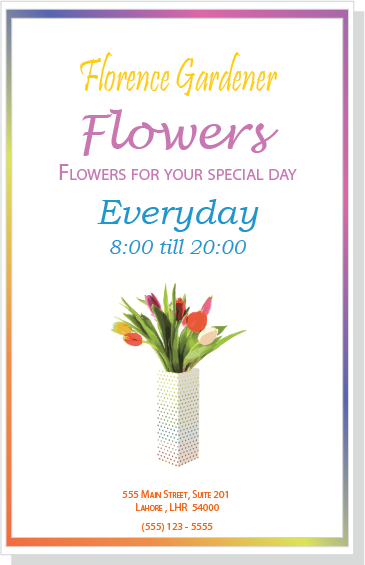 Florence Gardener
Flowers
Flowers for your special day
Everyday
8:00 till 20:00
555 Main Street, Suite 201
Lahore , LHR 54000
(555) 123 - 5555